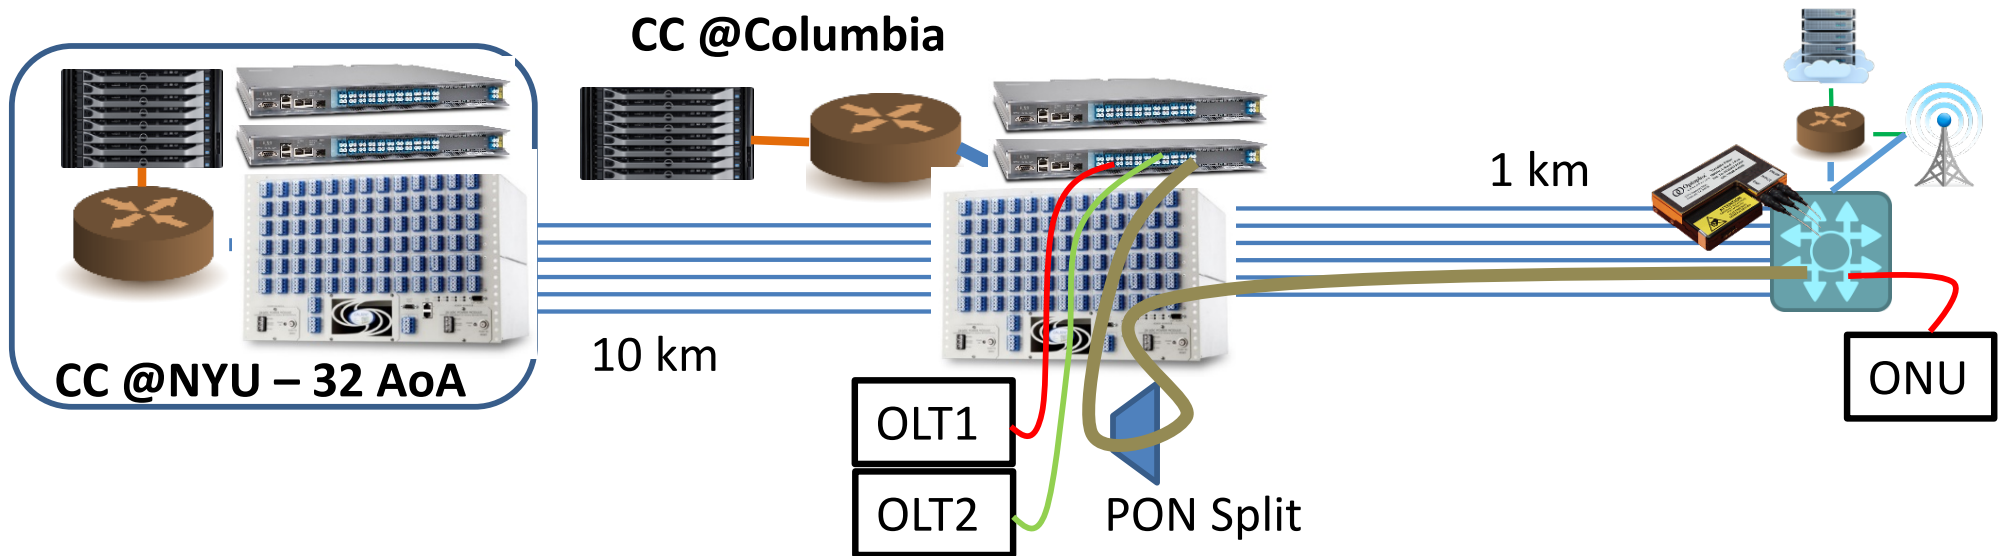 CC @Columbia
1 km
10 km
CC @NYU – 32 AoA
OLT1
ONU
OLT2
PON Split